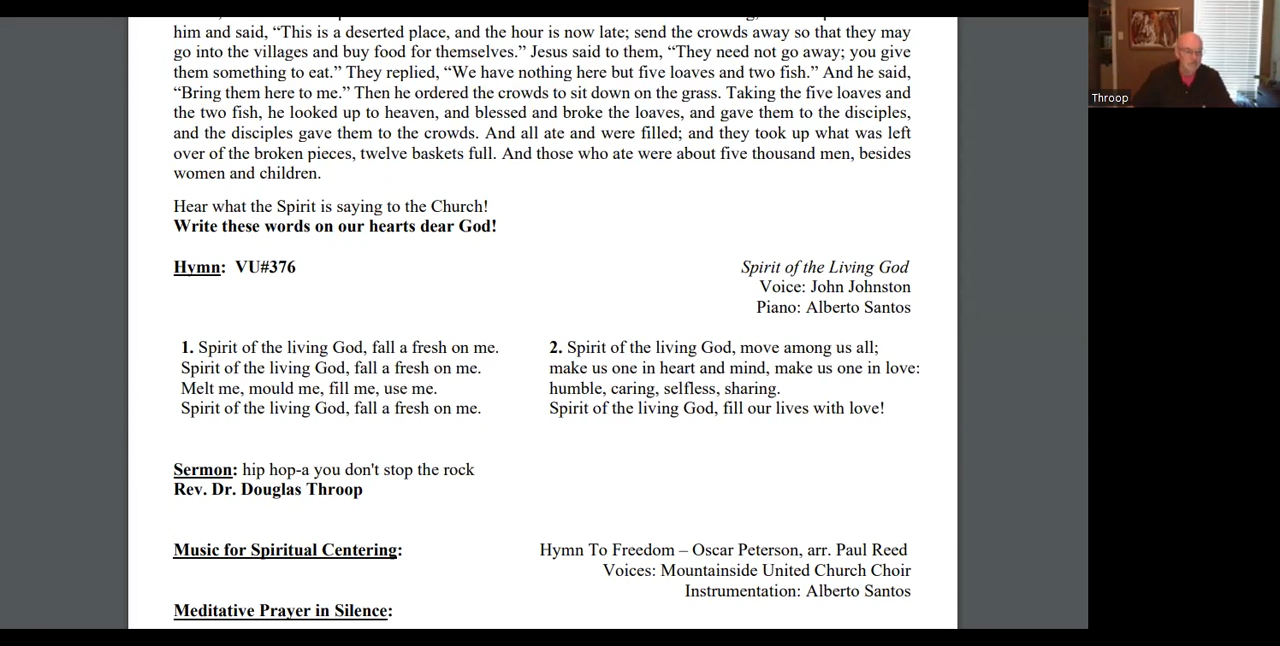 him and said, “This is a deserted place, and the hour is now late; send the crowds away so that they may
go into the villages and buy food for themselves.” Jesus said to them, “They need not go away; you give
them something to eat.” They replied, “We have nothing here but five loaves and two fish.” And he said,
“Bring them here to me.” Then he ordered the crowds to sit down on the grass. Taking the five loaves and
the two fish, he looked up to heaven, and blessed and broke the loaves, and gave them to the disciples,
and the disciples gave them to the crowds. And all ate and were filled; and they took up what was left
over of the broken pieces, twelve baskets full. And those who ate were about five thousand men, besides
women and children.
Hear what the Spirit is saying to the Church!
Write these words on our hearts dear God!
Hymn: VU#376
Spirit of the Living God
Voice: John Johnston
Piano: Alberto Santos
1. Spirit of the living God, fall a fresh on me.
Spirit of the living God, fall a fresh on me.
Melt me, mould me, fill me, use me.
Spirit of the living God, fall a fresh on me.
2. Spirit of the living God, move among us all;
make us one in heart and mind, make us one in love:
humble, caring, selfless, sharing.
Spirit of the living God, fill our lives with love!
Sermon: hip hop-a you don't stop the rock
Rev. Dr. Douglas Throop
Music for Spiritual Centering:
Hymn To Freedom – Oscar Peterson, arr. Paul Reed
Voices: Mountainside United Church Choir
Instrumentation: Alberto Santos
Meditative Prayer in Silence:
Throop